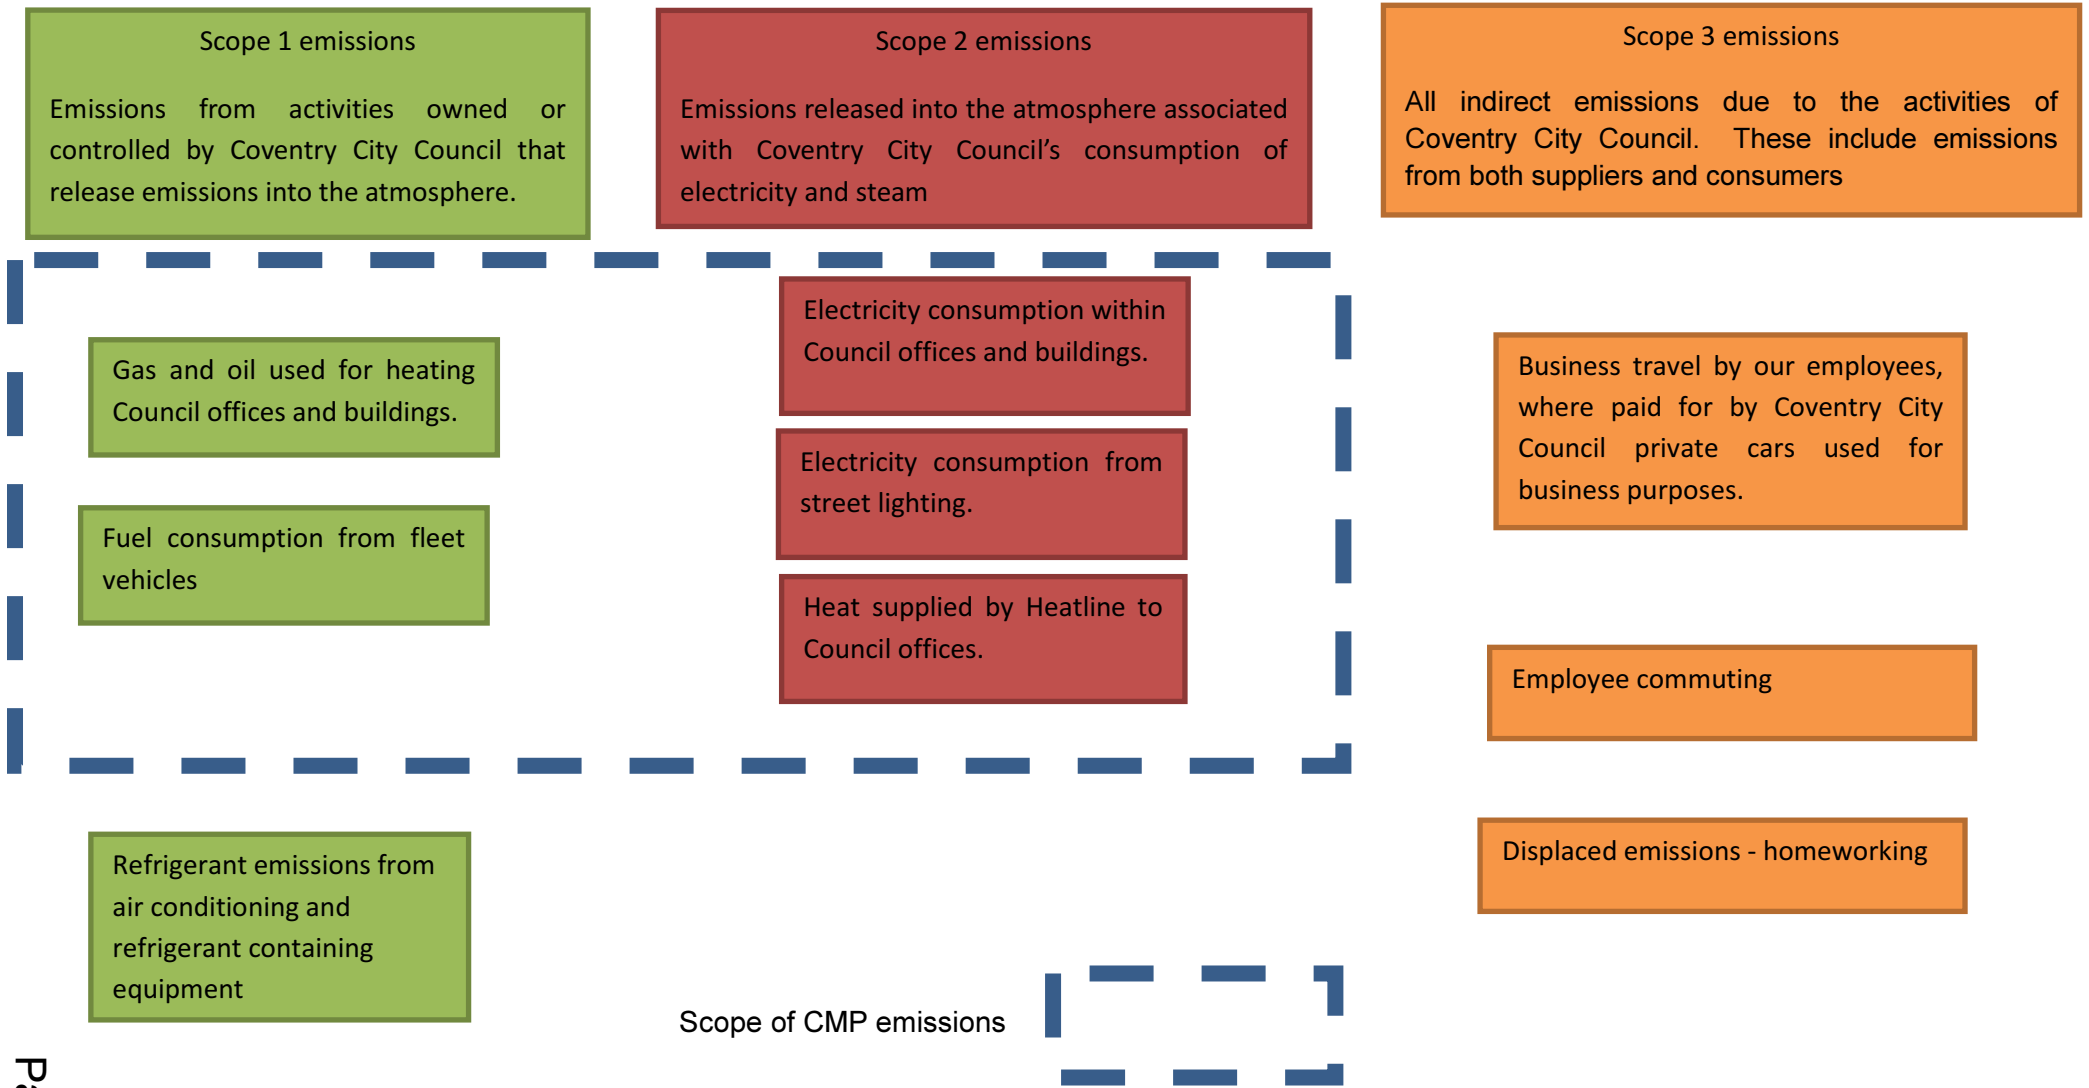 Scope 1 emissions
Emissions from activities owned or
controlled by Coventry City Council that
release emissions into the atmosphere.
Scope 2 emissions
Emissions released into the atmosphere associated
with Coventry City Council’s consumption of
electricity and steam
Scope 3 emissions
All indirect emissions due to the activities of
Coventry City Council. These include emissions
from both suppliers and consumers
Gas and oil used for heating
Council offices and buildings.
Fuel consumption from fleet
vehicles
Refrigerant emissions from
air conditioning and
refrigerant containing
equipment
Electricity consumption within
Council offices and buildings.
Electricity consumption from
street lighting.
Heat supplied by Heatline to
Council offices.
Business travel by our employees,
where paid for by Coventry City
Council private cars used for
business purposes.
Employee commuting
Displaced emissions - homeworking
Scope of CMP emissions